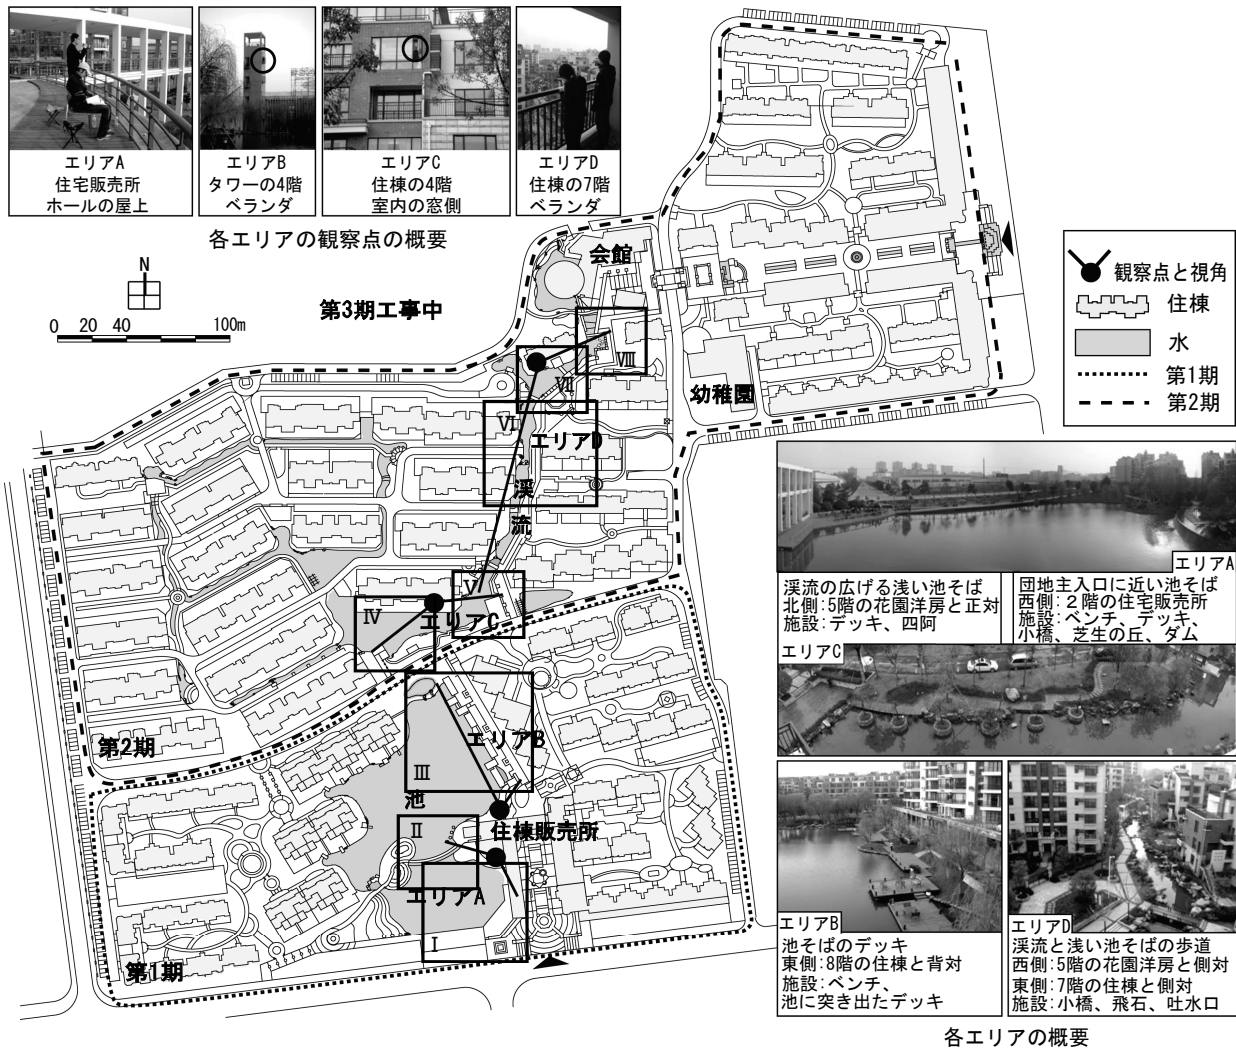 エリアA
住宅販売所
ホールの屋上
エリアB
タワーの4階
ベランダ
エリアC
住棟の4階
室内の窓側
エリアD
住棟の7階
ベランダ
各エリアの観察点の概要
N
0 20 40 100m
第3期工事中
会館
幼稚園
観察点と視角
住棟
水
第1期
第2期
Ⅷ
Ⅶ
Ⅵ
エリアD
渓
流
Ⅴ
Ⅳ
エリアC
エリアB
Ⅲ
池
Ⅱ
住棟販売所
エリアA
Ⅰ
第2期
第1期
エリアA
渓流の広げる浅い池そば
北側:5階の花園洋房と正対
施設:デッキ、四阿
団地主入口に近い池そば
西側:2階の住宅販売所
施設:ベンチ、デッキ、
小橋、芝生の丘、ダム
エリアC
エリアB
池そばのデッキ
東側:8階の住棟と背対
施設:ベンチ、
池に突き出たデッキ
エリアD
渓流と浅い池そばの歩道
西側:5階の花園洋房と側対
東側:7階の住棟と側対
施設:小橋、飛石、吐水口
各エリアの概要